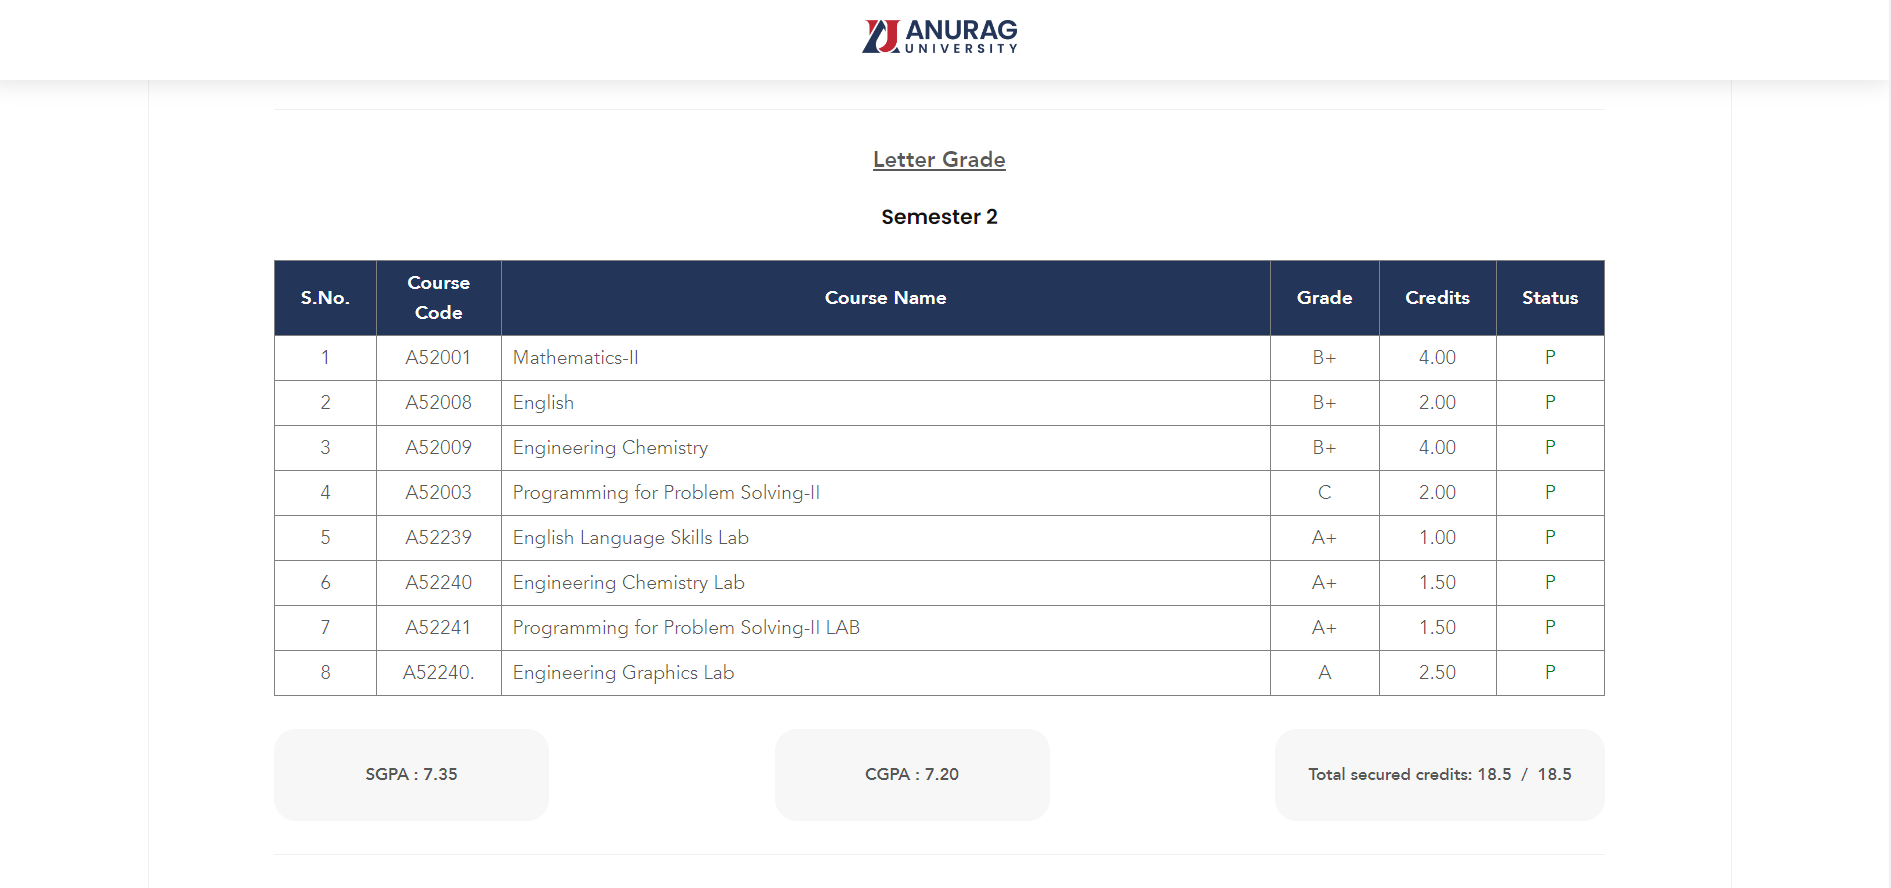 ANURAG
UNIVERSITY
Letter Grade
Semester 2
S.No. Course Code Course Name Grade Credits Status
1 A52001 Mathematics-II B+ 4.00 P
2 A52008 English B+ 2.00 P
3 A52009 Engineering Chemistry B+ 4.00 P
4 A52003 Programming for Problem Solving-II C 2.00 P
5 A52239 English Language Skills Lab A+ 1.00 P
6 A52240 Engineering Chemistry Lab A+ 1.50 P
7 A52241 Programming for Problem Solving-II LAB A+ 1.50 P
8 A52240. Engineering Graphics Lab A 2.50 P
SGPA : 7.35 CGPA : 7.20 Total secured credits: 18.5 / 18.5